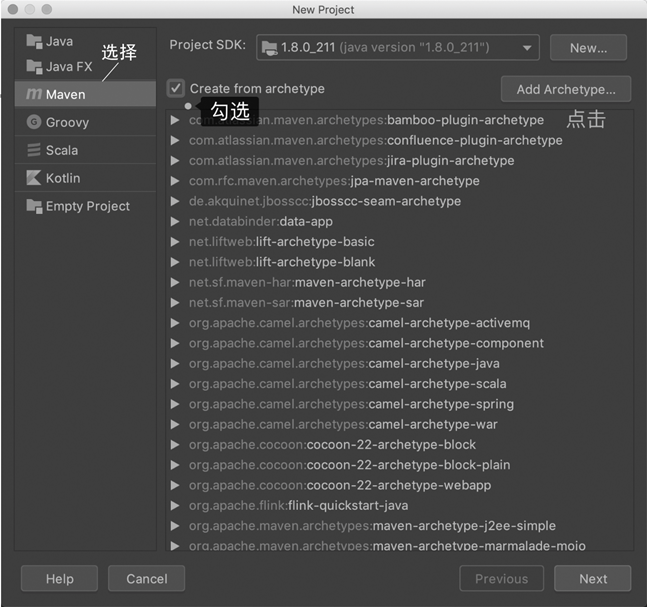 New Project
Java
Java FX
Maven
Groovy
Scala
Kotlin
Empty Project
选择
Project SDK: 1.8.0_211 (java version "1.8.0_211") New...
Create from archetype Add Archetype...
勾选
点击
com.atlassian.maven.archetypes:bamboo-plugin-archetype
com.atlassian.maven.archetypes:confluence-plugin-archetype
com.atlassian.maven.archetypes:jira-plugin-archetype
com.rfc.maven.archetypes:jpa-maven-archetype
de.akquinet.jbosscc:jbosscc-seam-archetype
net.databinder:data-app
net.liftweb:lift-archetype-basic
net.liftweb:lift-archetype-blank
net.sf.maven-har:maven-archetype-har
net.sf.maven-sar:maven-archetype-sar
org.apache.camel.archetypes:camel-archetype-activemq
org.apache.camel.archetypes:camel-archetype-component
org.apache.camel.archetypes:camel-archetype-java
org.apache.camel.archetypes:camel-archetype-scala
org.apache.camel.archetypes:camel-archetype-spring
org.apache.camel.archetypes:camel-archetype-war
org.apache.cocoon:cocoon-22-archetype-block
org.apache.cocoon:cocoon-22-archetype-block-plain
org.apache.cocoon:cocoon-22-archetype-webapp
org.apache.flink:flink-quickstart-java
org.apache.maven.archetypes:maven-archetype-j2ee-simple
org.apache.maven.archetypes:maven-archetype-marmalade-mojo
Help Cancel Previous Next